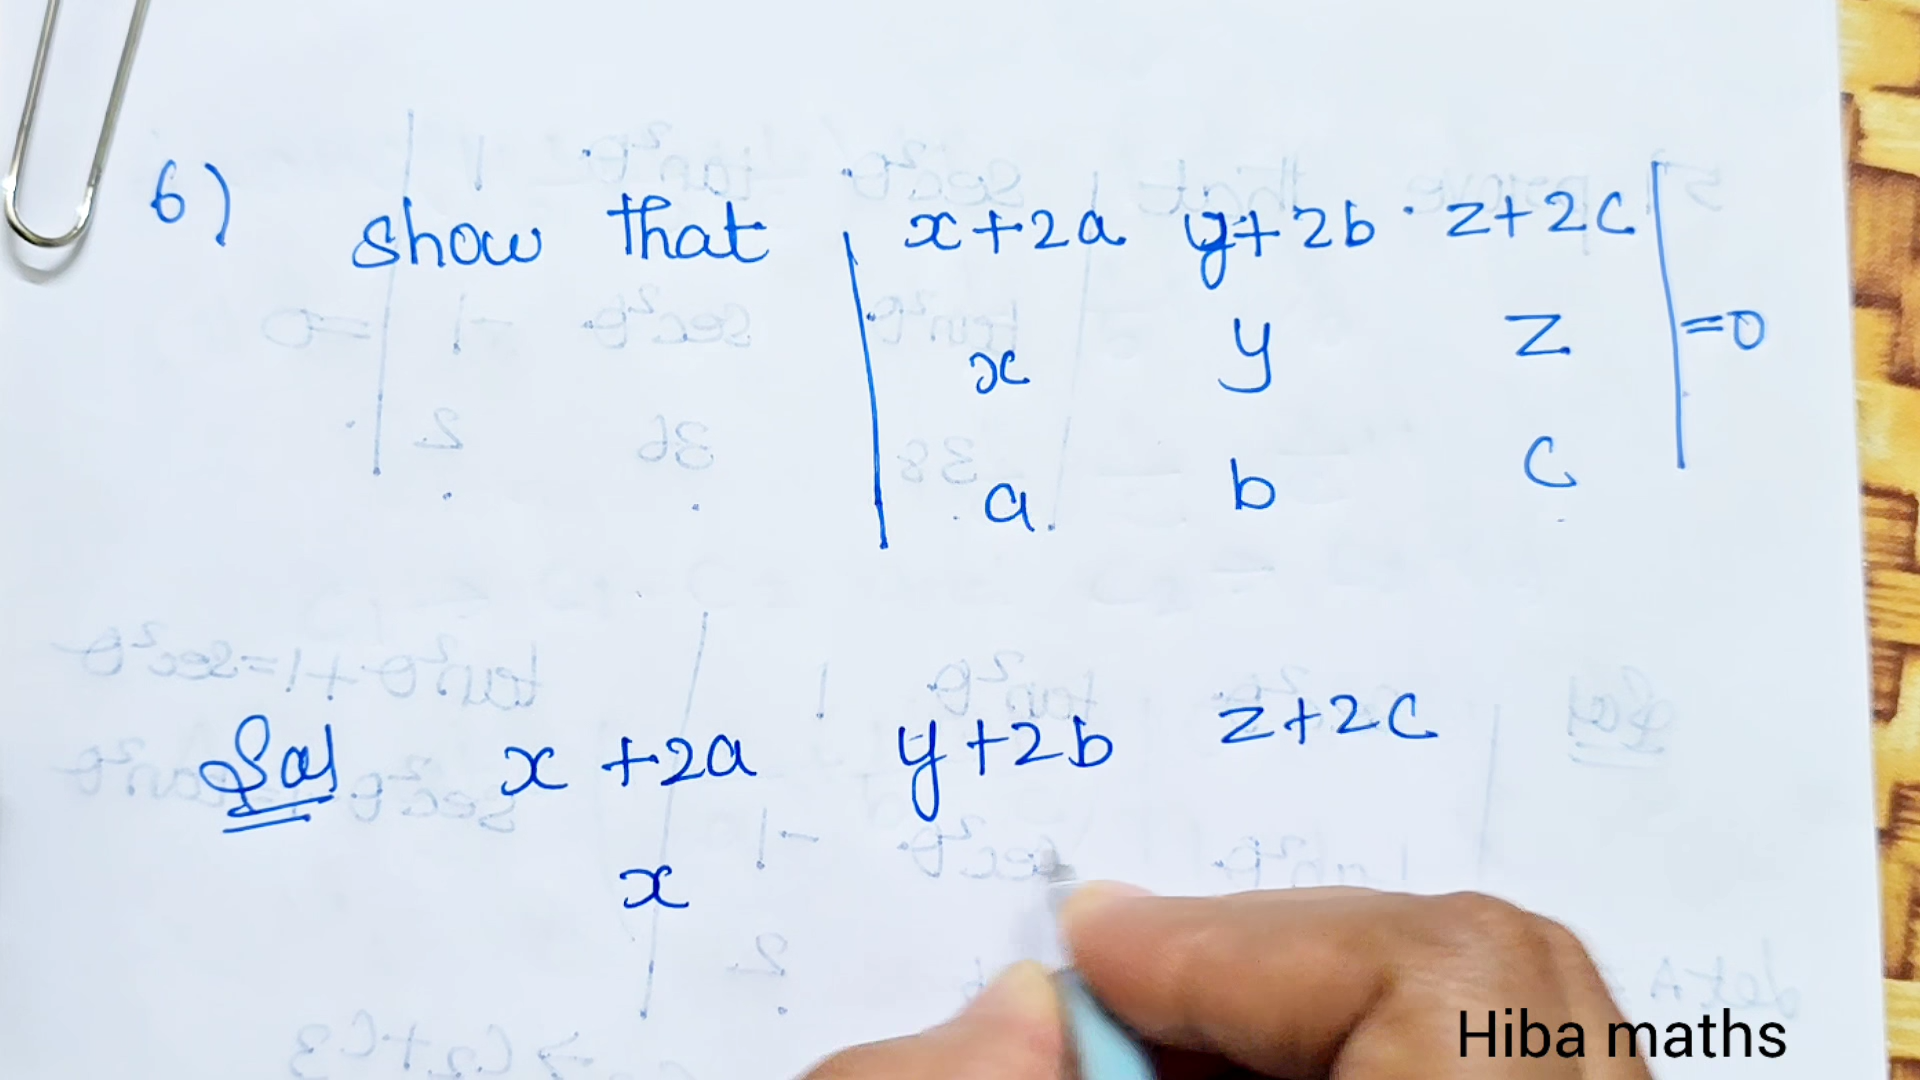 6) show that | x+2a y+2b z+2c |
x y z =0
a b c
Sol x +2a y+2b z+2c
x
Hiba maths